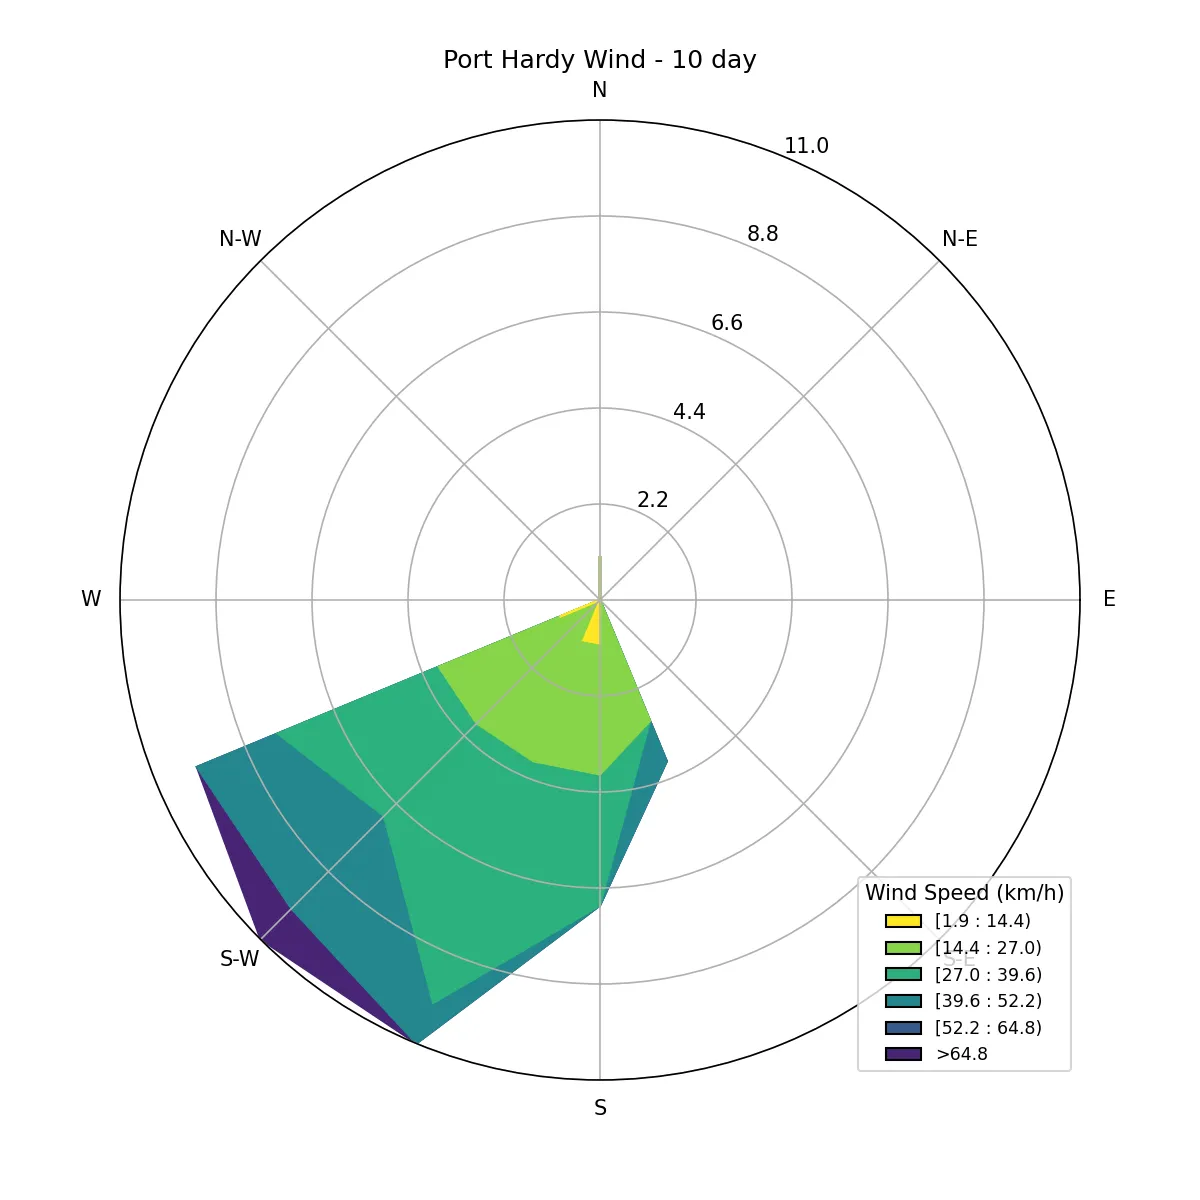 Port Hardy Wind - 10 day
N
11.0
N-W
8.8
N-E
6.6
4.4
2.2
W
E
S-W
S-E
S
Wind Speed (km/h)
[1.9 : 14.4)
[14.4 : 27.0)
[27.0 : 39.6)
[39.6 : 52.2)
[52.2 : 64.8)
>64.8